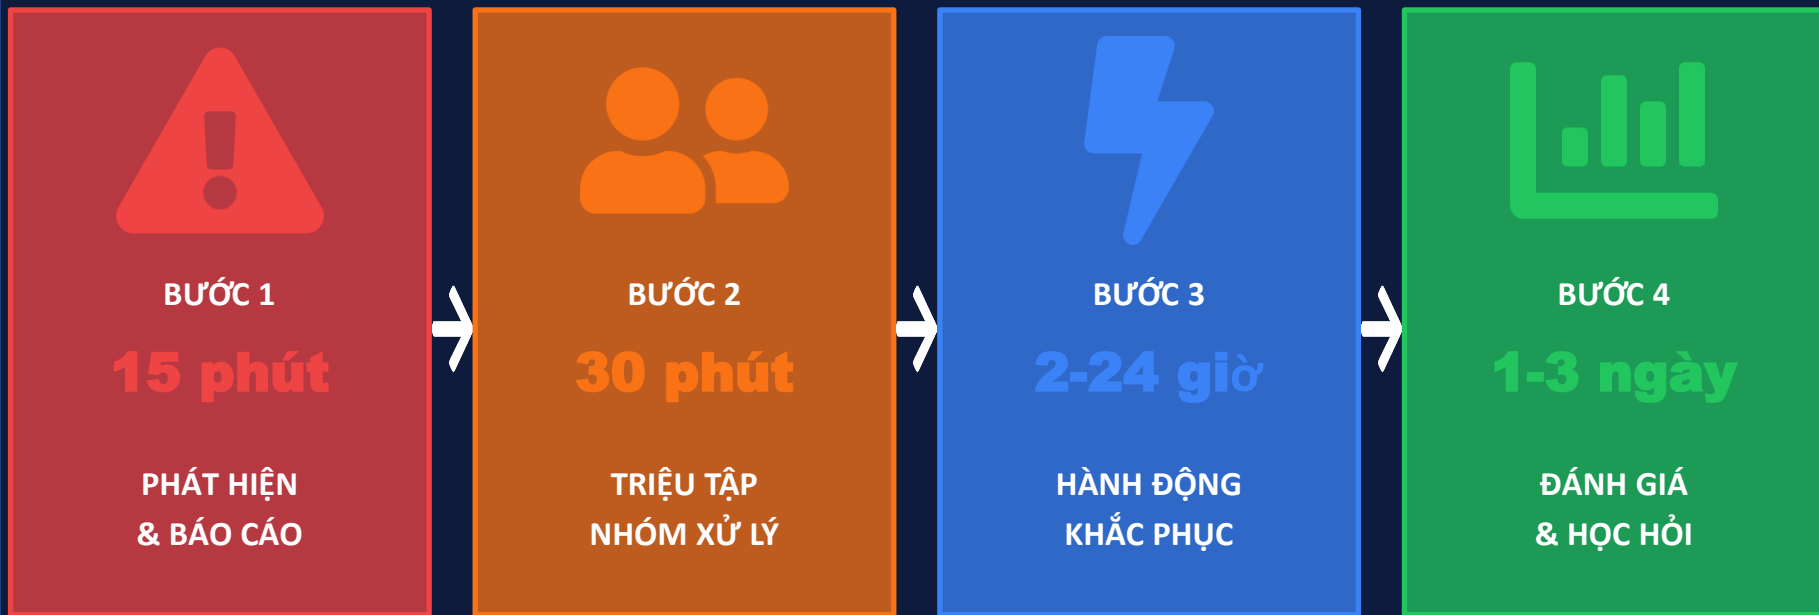 BƯỚC 1
15 phút
PHÁT HIỆN
& BÁO CÁO
BƯỚC 2
30 phút
TRIỆU TẬP
NHÓM XỬ LÝ
BƯỚC 3
2-24 giờ
HÀNH ĐỘNG
KHẮC PHỤC
BƯỚC 4
1-3 ngày
ĐÁNH GIÁ
& HỌC HỎI